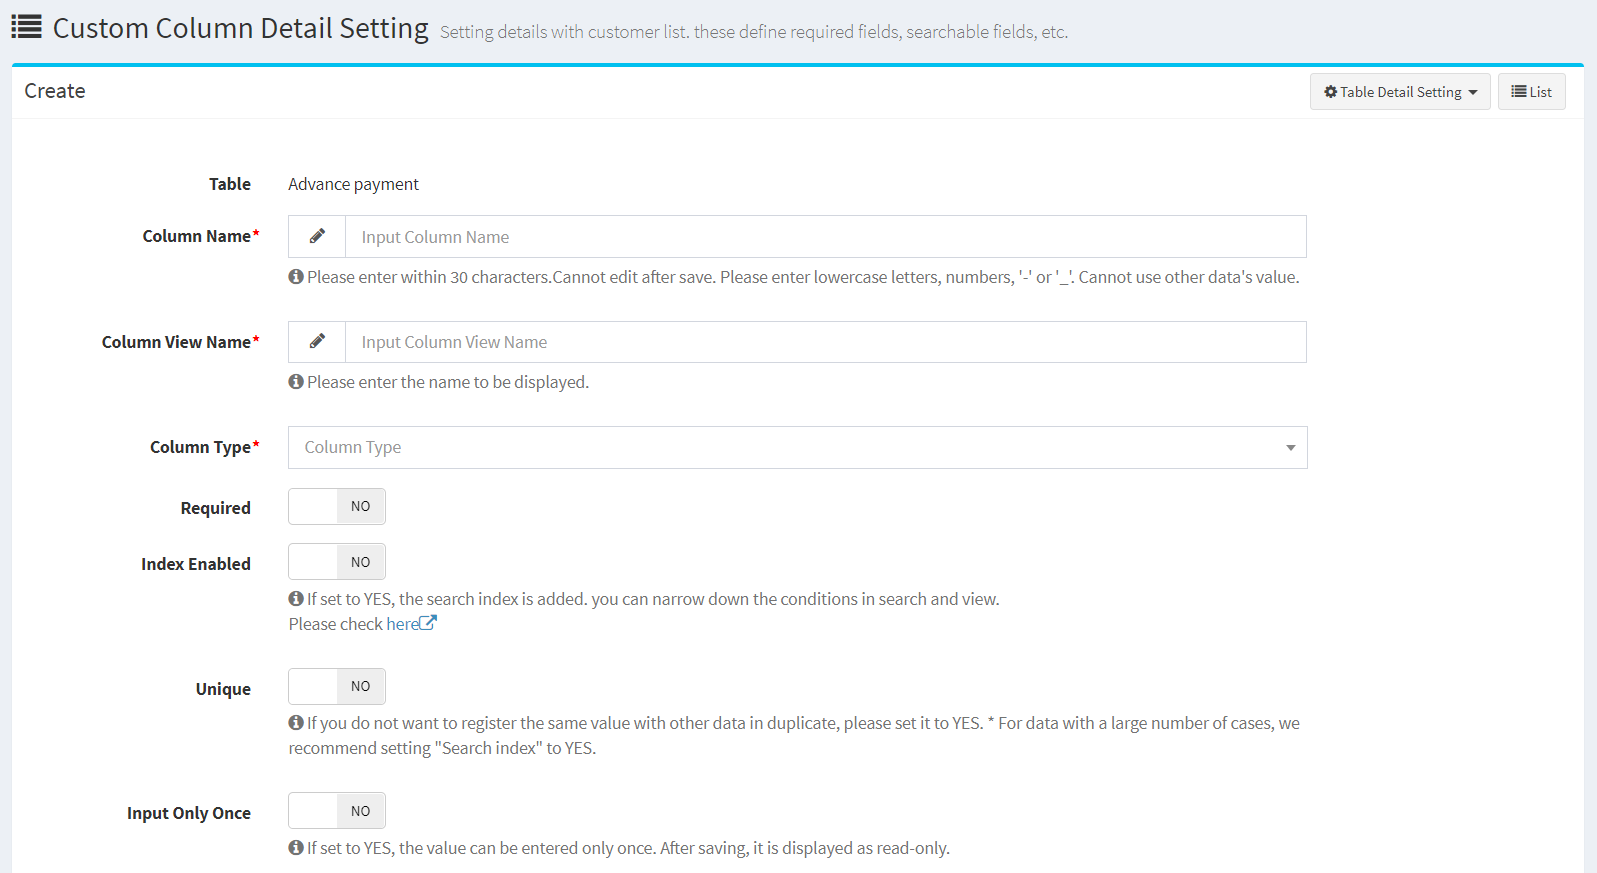 Custom Column Detail Setting Setting details with customer list. these define required fields, searchable fields, etc.
Create Table Detail Setting List
Table Advance payment
Column Name* Input Column Name
Please enter within 30 characters.Cannot edit after save. Please enter lowercase letters, numbers, '-' or '_'. Cannot use other data's value.
Column View Name* Input Column View Name
Please enter the name to be displayed.
Column Type* Column Type
Required NO
Index Enabled NO
If set to YES, the search index is added. you can narrow down the conditions in search and view.
Please check here
Unique NO
If you do not want to register the same value with other data in duplicate, please set it to YES. * For data with a large number of cases, we
recommend setting "Search index" to YES.
Input Only Once NO
If set to YES, the value can be entered only once. After saving, it is displayed as read-only.